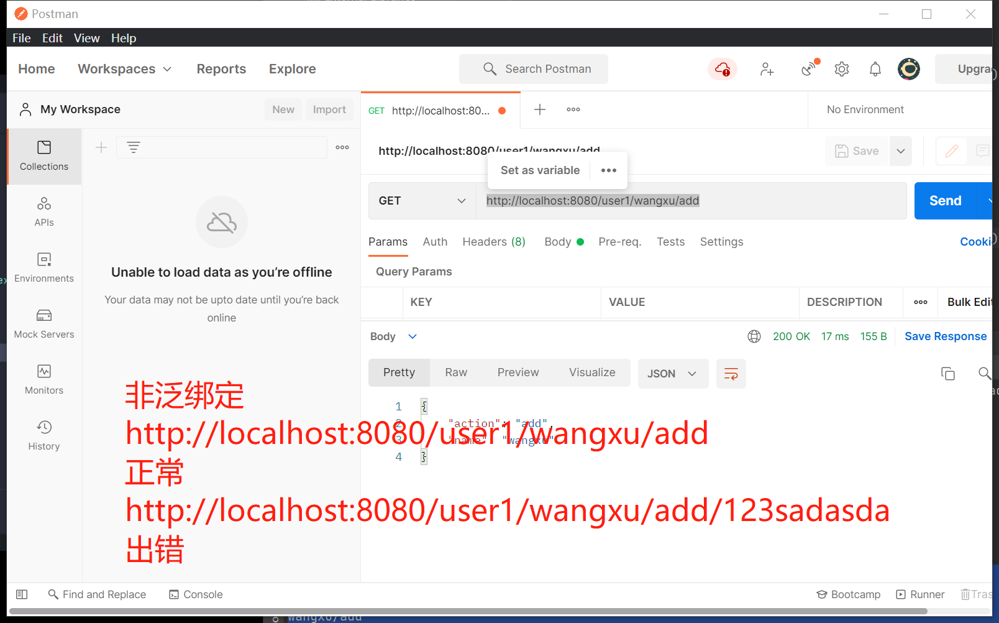 Postman
File Edit View Help
Home Workspaces Reports Explore Search Postman Upgra
My Workspace New Import GET http://localhost:80... No Environment
Collections
http://localhost:8080/user1/wangxu/add Save
Set as variable
GET http://localhost:8080/user1/wangxu/add Send
APIs
Params Auth Headers (8) Body Pre-req. Tests Settings Cooki
Unable to load data as you're offline
Query Params
Environments
Your data may not be upto date until you're back
online
KEY VALUE DESCRIPTION Bulk Edit
Mock Servers
Body 200 OK 17 ms 155 B Save Response
Pretty Raw Preview Visualize JSON
Monitors
History
1 {
2 "action": "add",
3 "name": "wangxu"
4 }
非泛绑定
http://localhost:8080/user1/wangxu/add
正常
http://localhost:8080/user1/wangxu/add/123sadasda
出错
Find and Replace Console Bootcamp Runner Tras
wangxu/add